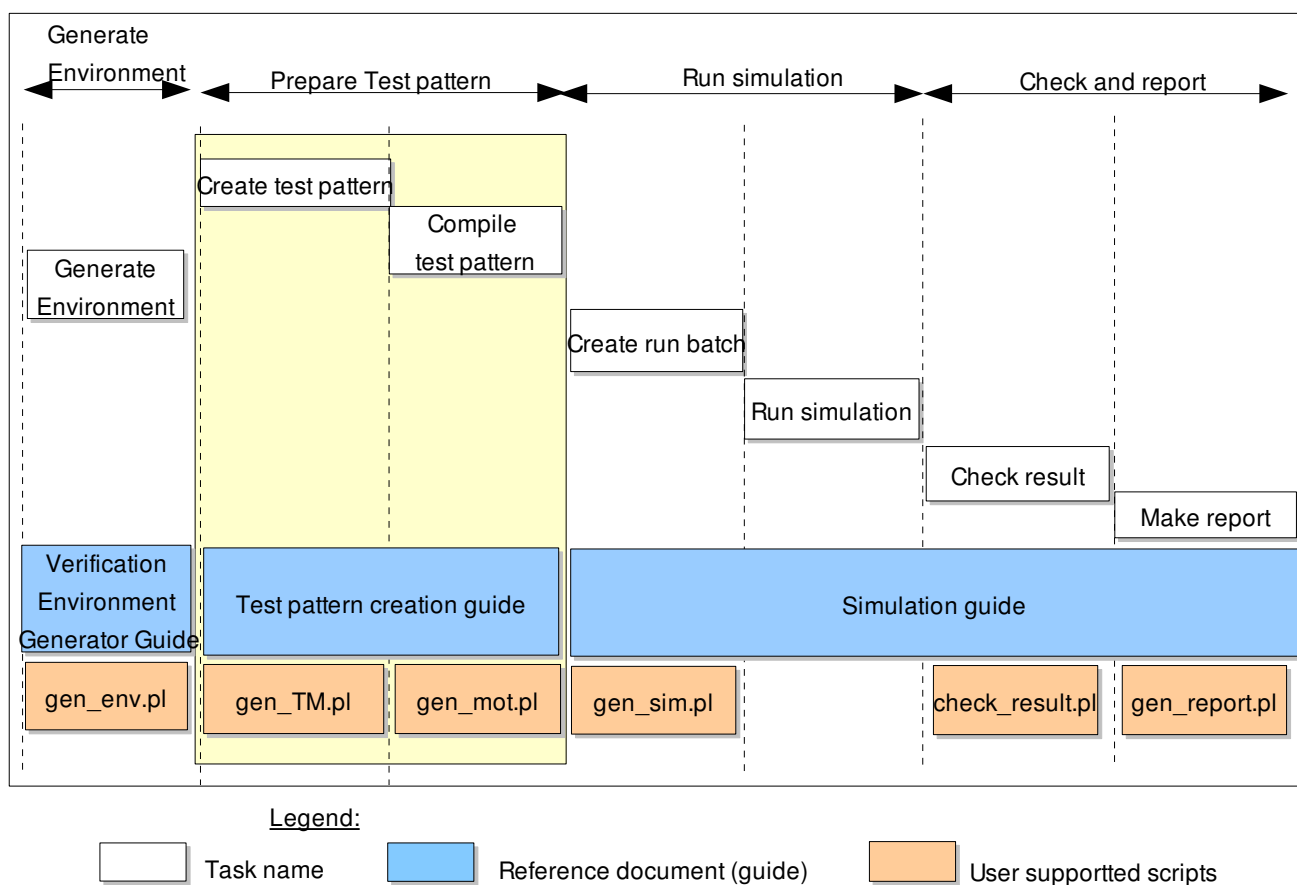 Generate
Environment
Prepare Test pattern
Run simulation
Check and report
Create test pattern
Compile
test pattern
Generate
Environment
Create run batch
Run simulation
Check result
Make report
Verification
Environment
Generator Guide
Test pattern creation guide
Simulation guide
gen_env.pl
gen_TM.pl
gen_mot.pl
gen_sim.pl
check_result.pl
gen_report.pl
Legend:
Task name
Reference document (guide)
User supportted scripts